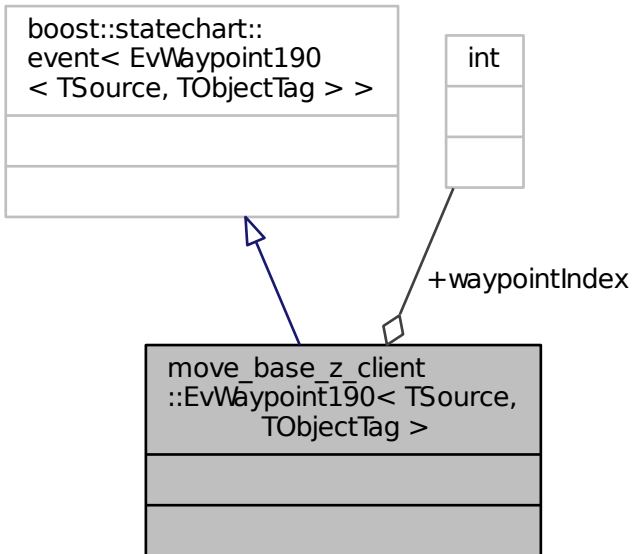 boost::statechart::
event< EvWaypoint190
< TSource, TObjectTag > >
int
+waypointIndex
move_base_z_client
::EvWaypoint190< TSource,
TObjectTag >